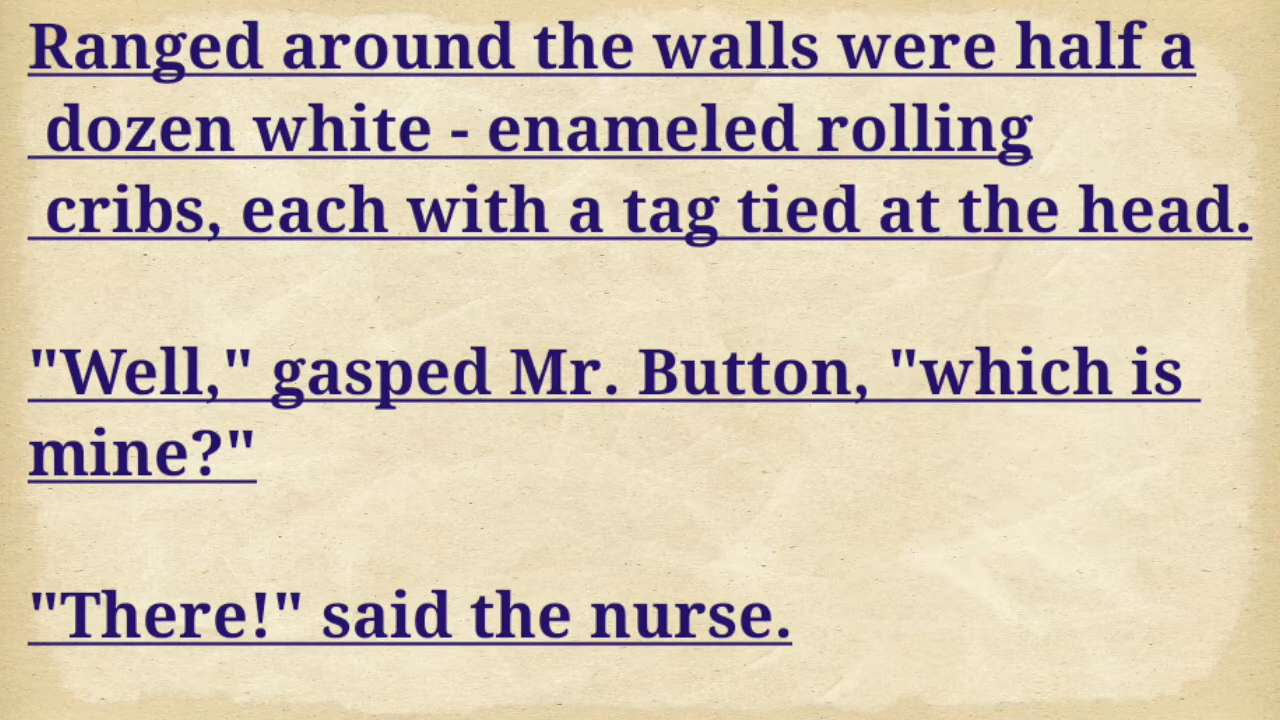 Ranged around the walls were half a
dozen white - enameled rolling
cribs, each with a tag tied at the head.
"Well," gasped Mr. Button, "which is
mine?"
"There!" said the nurse.